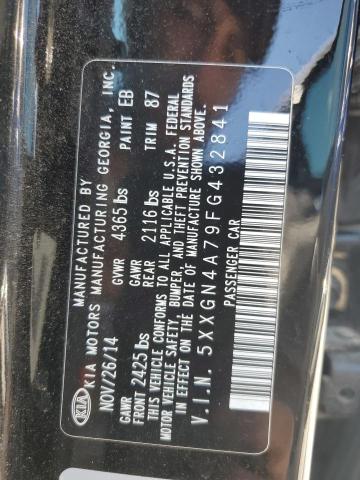 MANUFACTURED BY
KIA KIA MOTORS MANUFACTURING GEORGIA, INC.
NOV/26/14 GVWR 4365 lbs PAINT EB
GAWR FRONT 2425 lbs GAWR REAR 2116 lbs TRIM 87
THIS VEHICLE CONFORMS TO ALL APPLICABLE U.S.A. FEDERAL
MOTOR VEHICLE SAFETY, BUMPER, AND THEFT PREVENTION STANDARDS
IN EFFECT ON THE DATE OF MANUFACTURE SHOWN ABOVE.
V.I.N. 5XXGN4A79FG432841
PASSENGER CAR